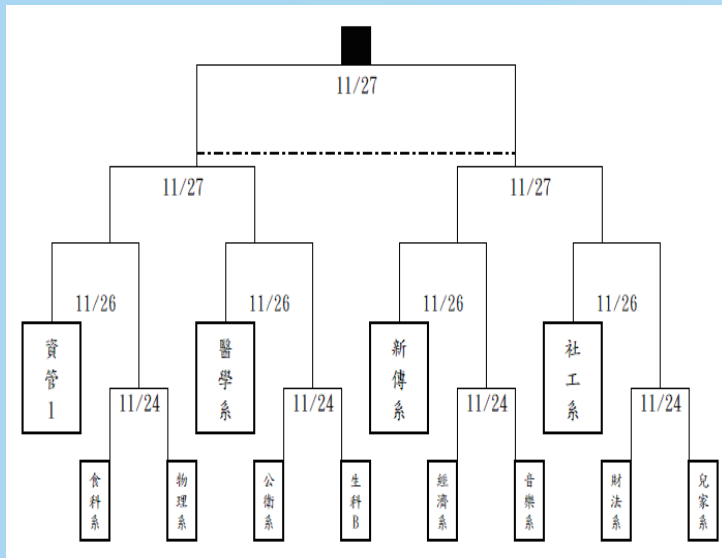 11/27
11/27
11/27
11/26
11/26
11/26
11/26
資管1
醫學系
新傳系
社工系
11/24
11/24
11/24
11/24
食科系
物理系
公衛系
生科B
經濟系
音樂系
財法系
兒家系